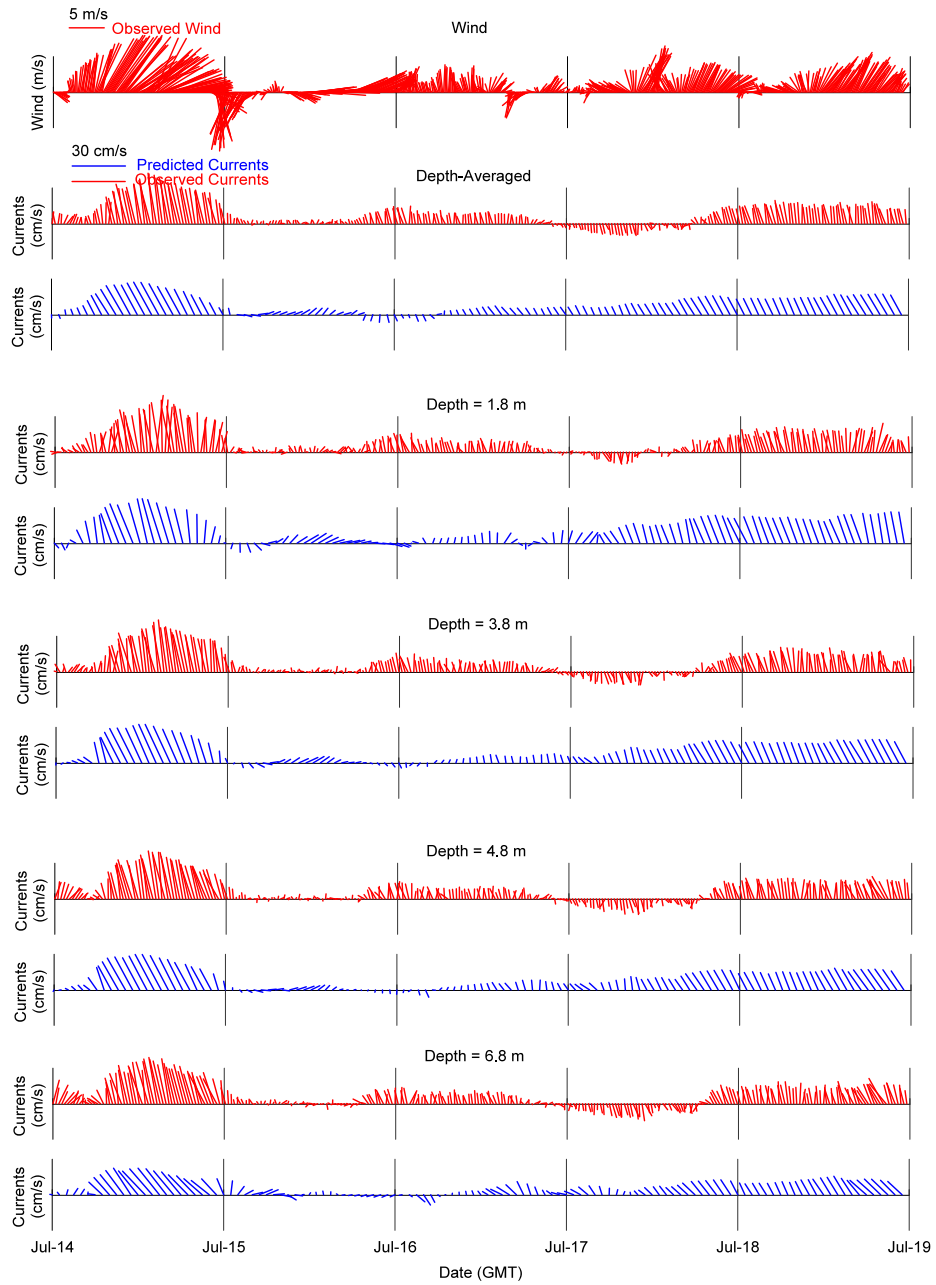 5 m/s
Observed Wind
Wind
Wind (m/s)
30 cm/s
Predicted Currents
Observed Currents
Depth-Averaged
Currents
(cm/s)
Currents
(cm/s)
Depth = 1.8 m
Currents
(cm/s)
Currents
(cm/s)
Depth = 3.8 m
Currents
(cm/s)
Currents
(cm/s)
Depth = 4.8 m
Currents
(cm/s)
Currents
(cm/s)
Depth = 6.8 m
Currents
(cm/s)
Currents
(cm/s)
Jul-14 Jul-15 Jul-16 Jul-17 Jul-18 Jul-19
Date (GMT)